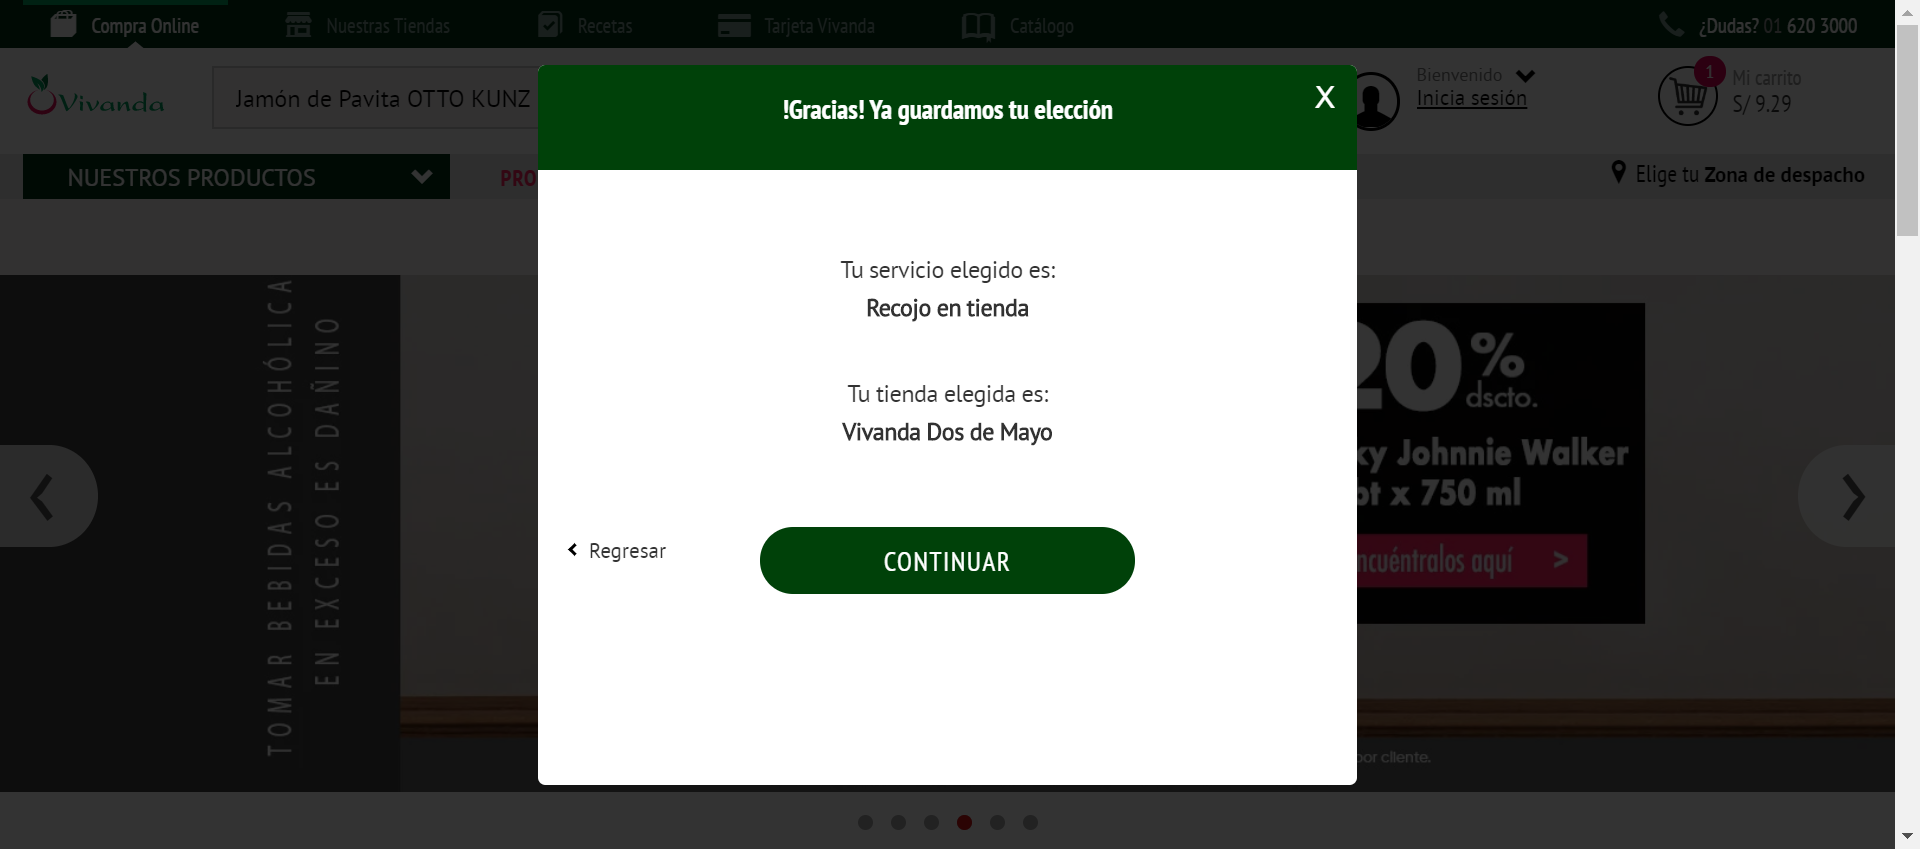 Compra Online
Nuestras Tiendas
Recetas
Tarjeta Vivanda
Catálogo
¿Dudas? 01 620 3000
Vivanda
Jamón de Pavita OTTO KUNZ
Bienvenido
Inicia sesión
1
Mi carrito
S/ 9.29
NUESTROS PRODUCTOS
PRO
Elige tu Zona de despacho
!Gracias! Ya guardamos tu elección
X
Tu servicio elegido es:
Recojo en tienda
Tu tienda elegida es:
Vivanda Dos de Mayo
Regresar
CONTINUAR
TOMAR BEBIDAS ALCOHÓLICA
EN EXCESO ES DAÑINO
20%
dscto.
ky Johnnie Walker
ot x 750 ml
ncuéntralos aquí >
por cliente.